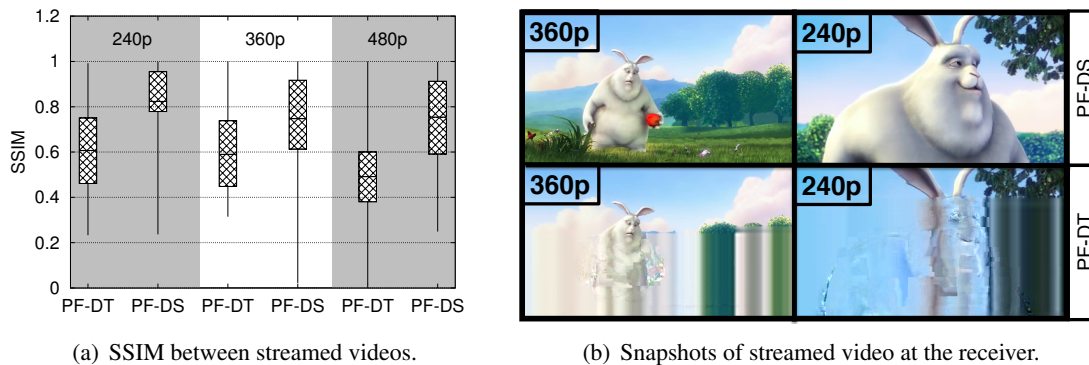 1.2
1
0.8
0.6
0.4
0.2
0
SSIM
240p 360p 480p
PF-DT PF-DS PF-DT PF-DS PF-DT PF-DS
(a) SSIM between streamed videos.
360p 240p
PF-DS
360p 240p
PF-DT
(b) Snapshots of streamed video at the receiver.